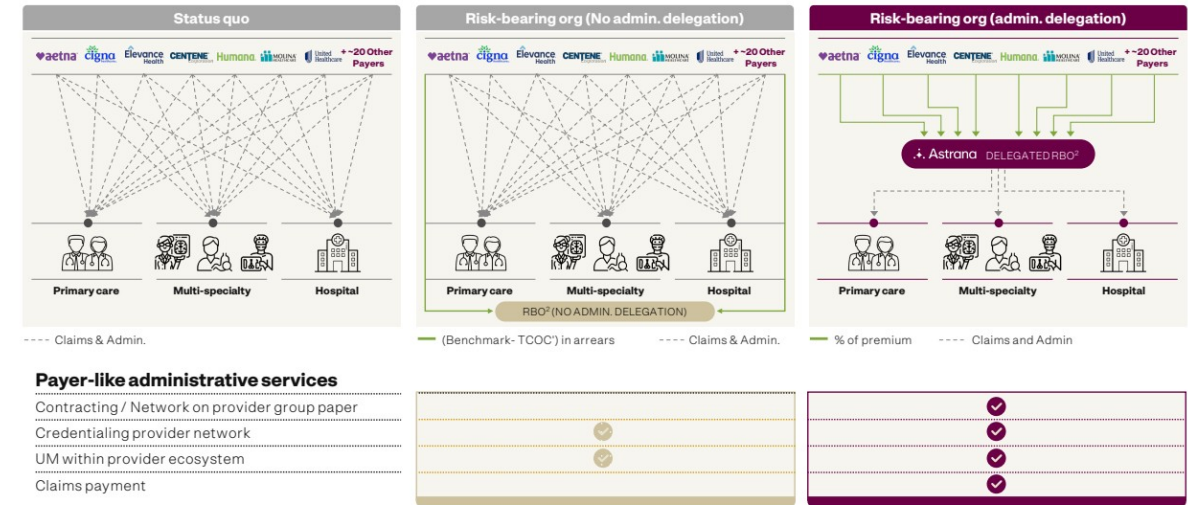 Status quo
aetna cigna Elevance Health CENTENE Humana MOLINA HEALTHCARE United Healthcare + ~20 Other Payers
Primary care Multi-specialty Hospital
---- Claims & Admin.
Risk-bearing org (No admin. delegation)
aetna cigna Elevance Health CENTENE Humana MOLINA HEALTHCARE United Healthcare + ~20 Other Payers
Primary care Multi-specialty Hospital
RBO² (NO ADMIN. DELEGATION)
(Benchmark- TCOC¹) in arrears ---- Claims & Admin.
Risk-bearing org (admin. delegation)
aetna cigna Elevance Health CENTENE Humana MOLINA HEALTHCARE United Healthcare + ~20 Other Payers
Astrana DELEGATED RBO²
Primary care Multi-specialty Hospital
% of premium ---- Claims and Admin
Payer-like administrative services
Contracting / Network on provider group paper
Credentialing provider network
UM within provider ecosystem
Claims payment